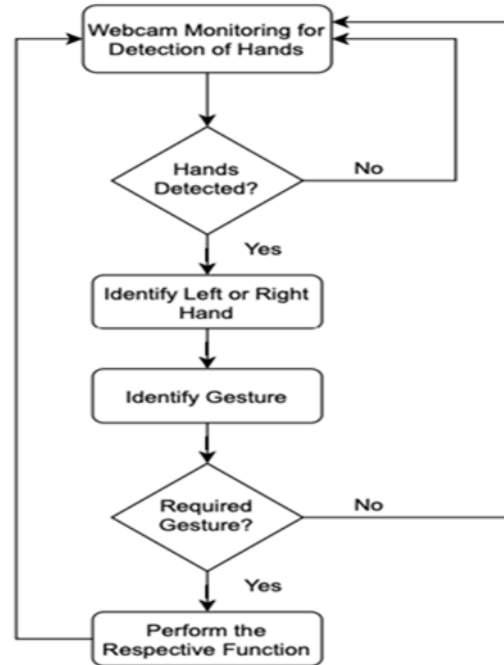 Webcam Monitoring for
Detection of Hands
Hands
Detected?
No
Yes
Identify Left or Right
Hand
Identify Gesture
Required
Gesture?
No
Yes
Perform the
Respective Function